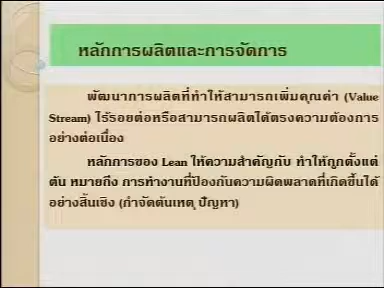 หลักการผลิตและการจัดการ
พัฒนาการผลิตที่ทำให้สามารถเพิ่มคุณค่า (Value
Stream) ไร้รอยต่อหรือสามารถผลิตได้ตรงความต้องการ
อย่างต่อเนื่อง
หลักการของ Lean ให้ความสำคัญกับ ทำให้ถูกตั้งแต่
ต้น หมายถึง การทำงานที่ป้องกันความผิดพลาดที่เกิดขึ้นได้
อย่างสิ้นเชิง (กำจัดต้นเหตุ ปัญหา)